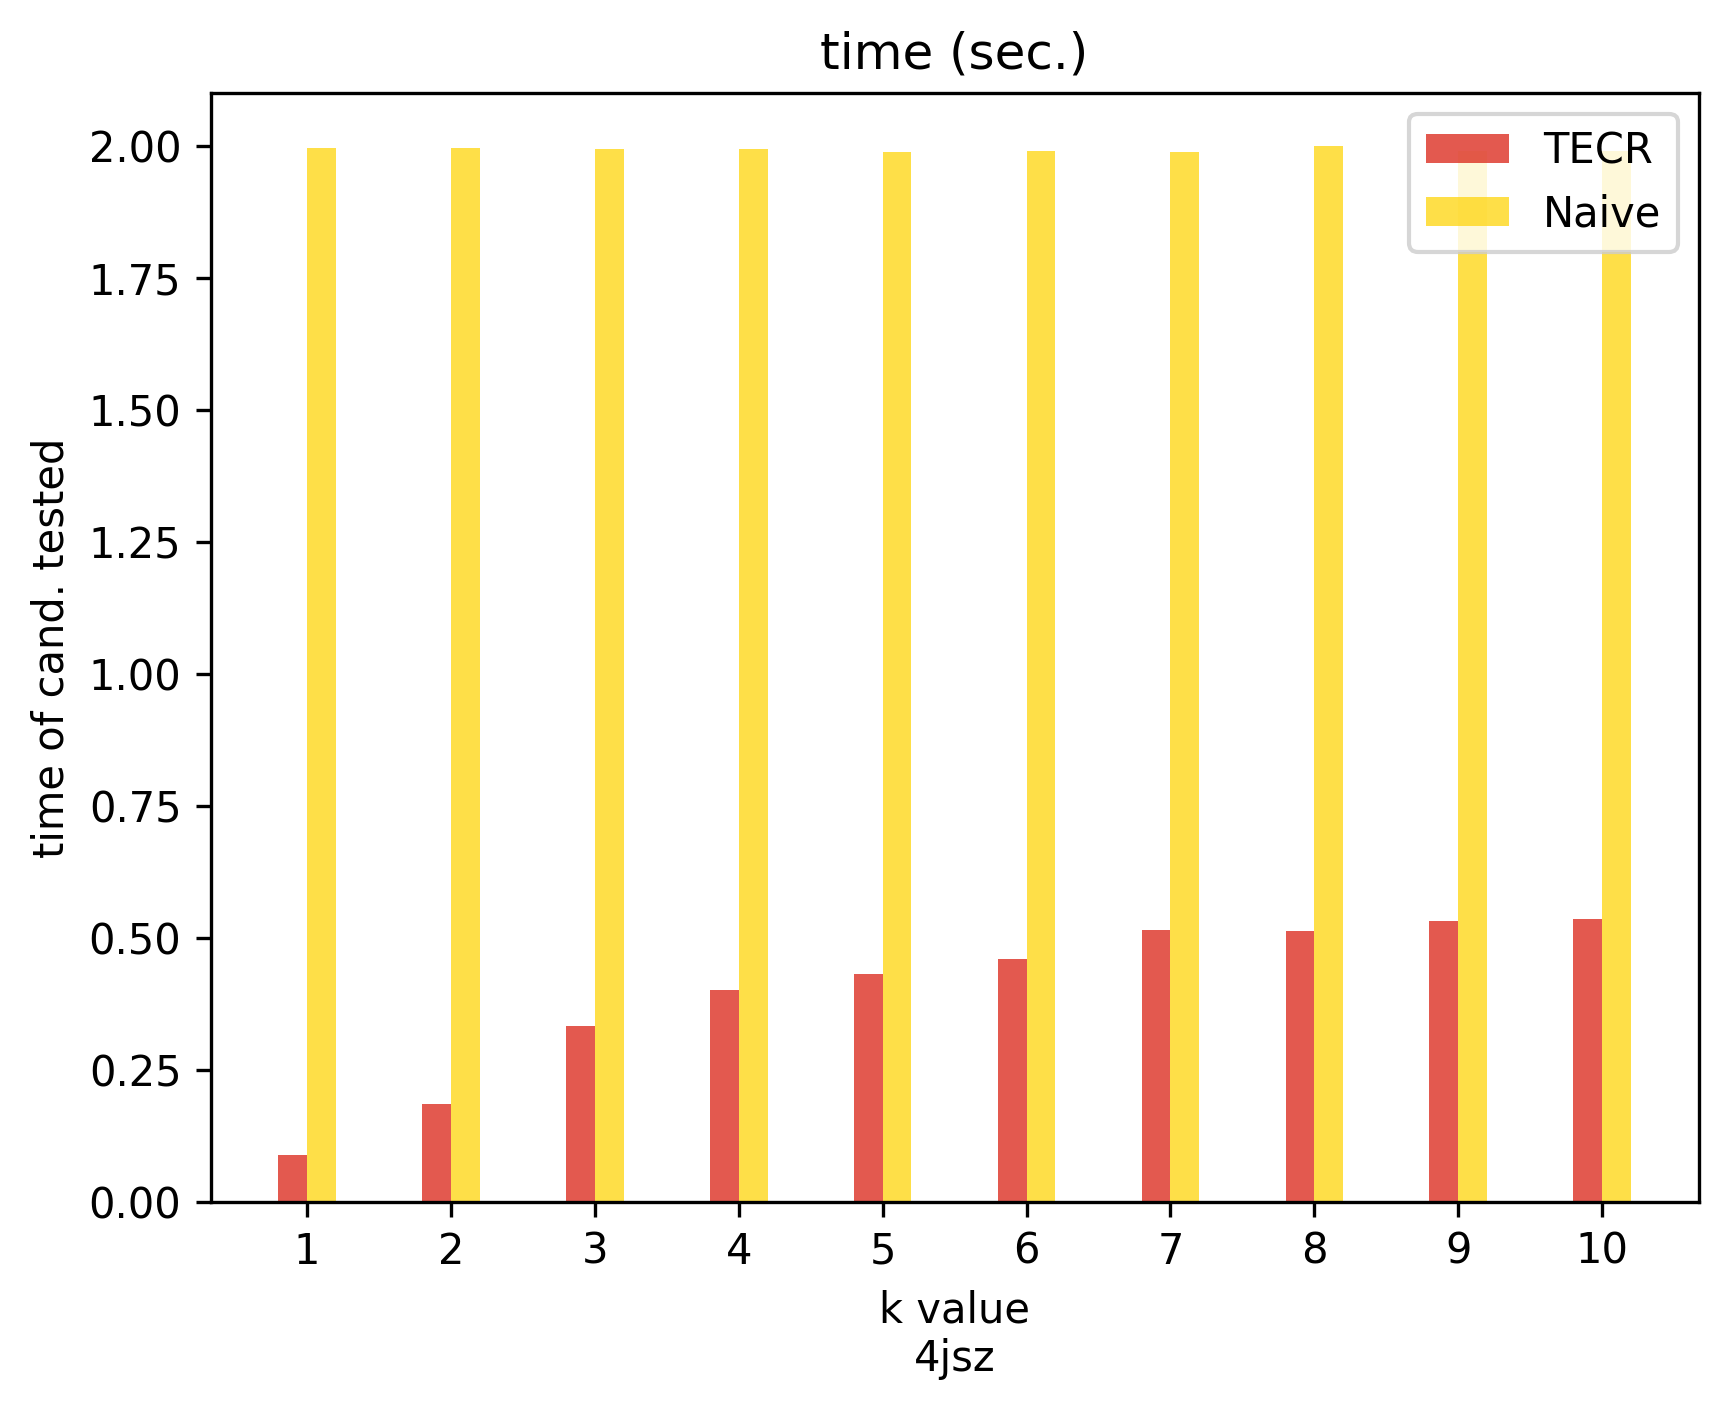 time (sec.)
TECR
Naive
2.00
1.75
1.50
1.25
1.00
0.75
0.50
0.25
0.00
time of cand. tested
1 2 3 4 5 6 7 8 9 10
k value
4jsz